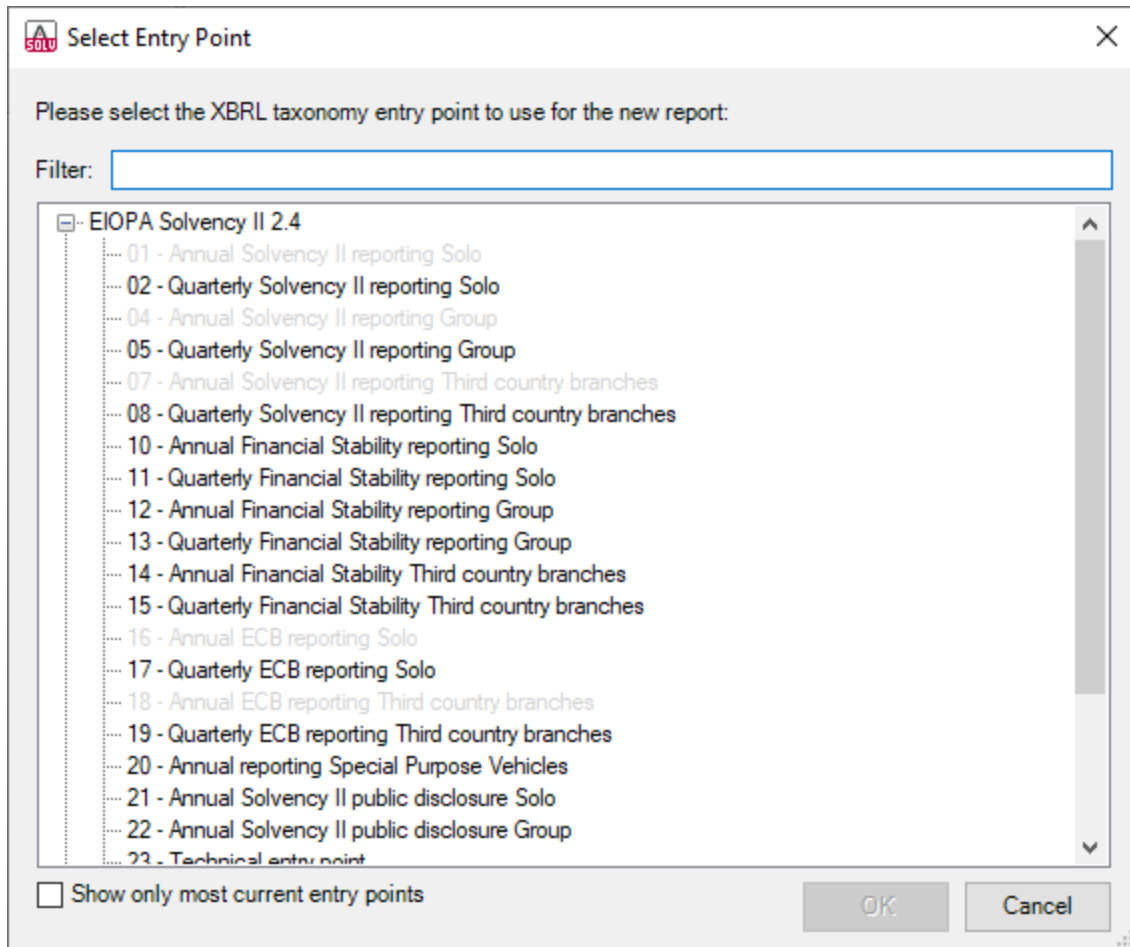 A
SOLV
Select Entry Point
Please select the XBRL taxonomy entry point to use for the new report:
Filter:
EIOPA Solvency II 2.4
01 - Annual Solvency II reporting Solo
02 - Quarterly Solvency II reporting Solo
04 - Annual Solvency II reporting Group
05 - Quarterly Solvency II reporting Group
07 - Annual Solvency II reporting Third country branches
08 - Quarterly Solvency II reporting Third country branches
10 - Annual Financial Stability reporting Solo
11 - Quarterly Financial Stability reporting Solo
12 - Annual Financial Stability reporting Group
13 - Quarterly Financial Stability reporting Group
14 - Annual Financial Stability Third country branches
15 - Quarterly Financial Stability Third country branches
16 - Annual ECB reporting Solo
17 - Quarterly ECB reporting Solo
18 - Annual ECB reporting Third country branches
19 - Quarterly ECB reporting Third country branches
20 - Annual reporting Special Purpose Vehicles
21 - Annual Solvency II public disclosure Solo
22 - Annual Solvency II public disclosure Group
23 - Technical entry point
Show only most current entry points
OK
Cancel